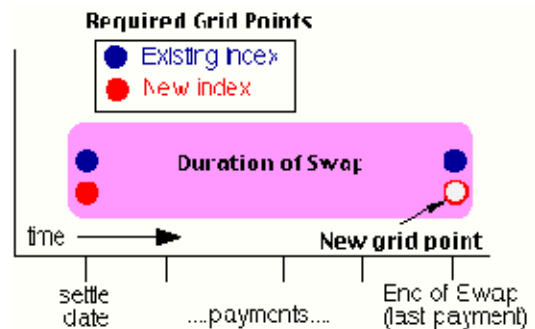 Required Grid Points
Existing index
New index
Duration of Swap
time
New grid point
settle
date
....payments....
End of Swap
(last payment)